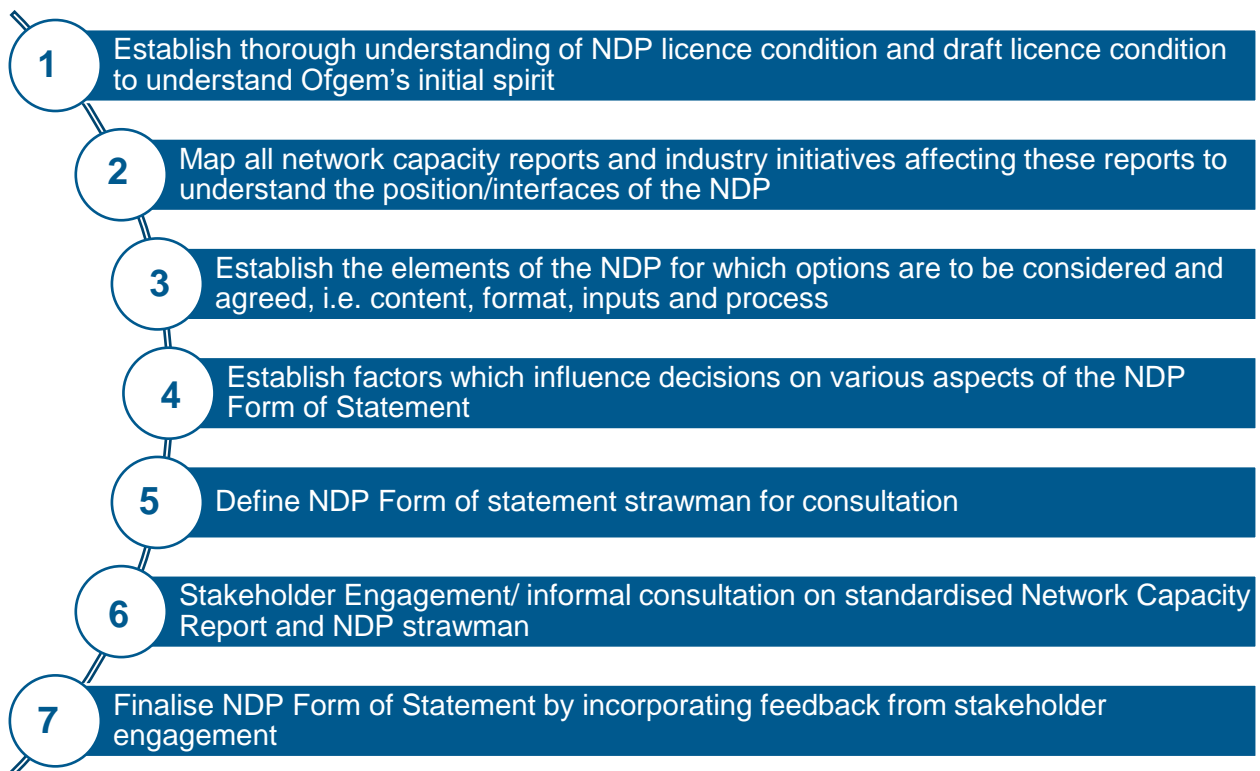 1
Establish thorough understanding of NDP licence condition and draft licence condition
to understand Ofgem's initial spirit
2
Map all network capacity reports and industry initiatives affecting these reports to
understand the position/interfaces of the NDP
3
Establish the elements of the NDP for which options are to be considered and
agreed, i.e. content, format, inputs and process
4
Establish factors which influence decisions on various aspects of the NDP
Form of Statement
5
Define NDP Form of statement strawman for consultation
6
Stakeholder Engagement/ informal consultation on standardised Network Capacity
Report and NDP strawman
7
Finalise NDP Form of Statement by incorporating feedback from stakeholder
engagement